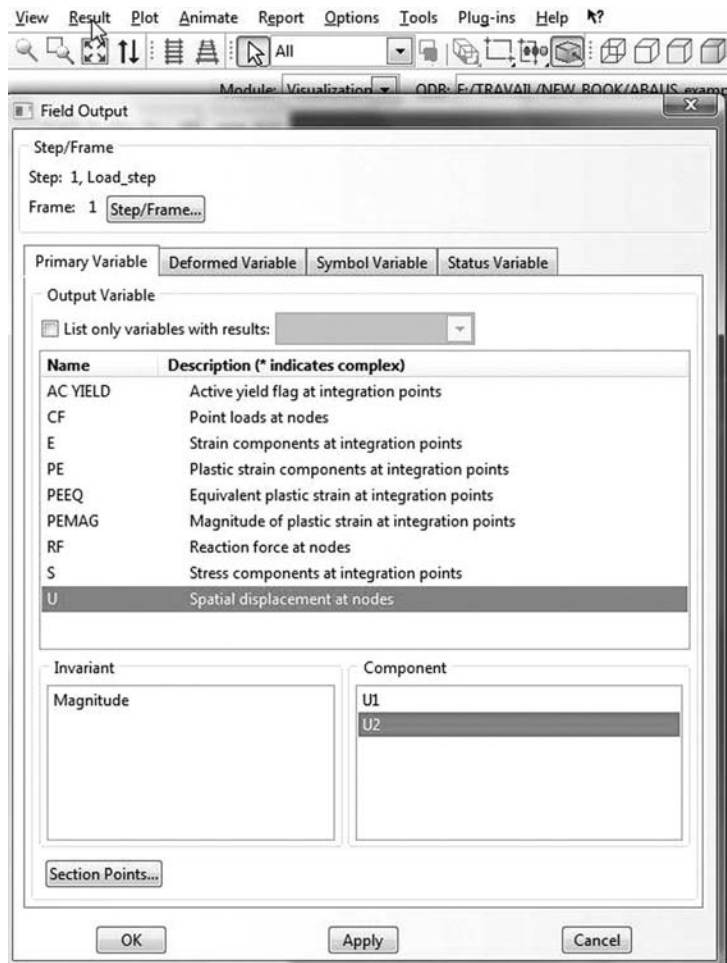 View Result Plot Animate Report Options Tools Plug-ins Help
All
Module: Visualization ODB: F:/TRAVAIL/NEW_BOOK/ABAUS_examp
Field Output
Step/Frame
Step: 1, Load_step
Frame: 1 Step/Frame...
Primary Variable Deformed Variable Symbol Variable Status Variable
Output Variable
List only variables with results:
Name Description (* indicates complex)
AC YIELD Active yield flag at integration points
CF Point loads at nodes
E Strain components at integration points
PE Plastic strain components at integration points
PEEQ Equivalent plastic strain at integration points
PEMAG Magnitude of plastic strain at integration points
RF Reaction force at nodes
S Stress components at integration points
U Spatial displacement at nodes
Invariant Component
Magnitude U1
U2
Section Points...
OK Apply Cancel